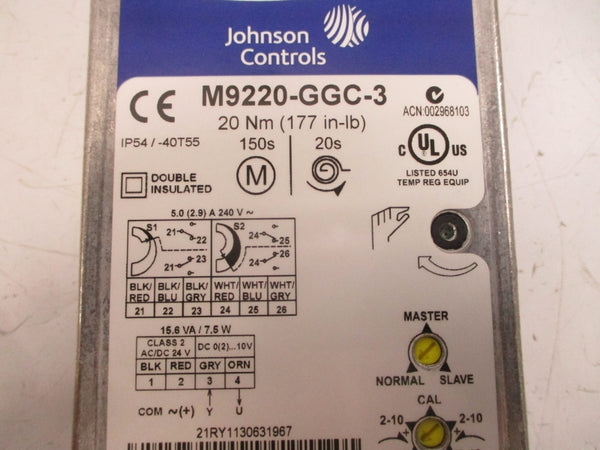 Johnson
Controls
M9220-GGC-3
20 Nm (177 in-lb)
ACN:002968103
IP54 / -40T55
150s
20s
M
C UL US
LISTED 654U
TEMP REG EQUIP
DOUBLE
INSULATED
5.0 (2.9) A 240 V ~
S1 21 22 21 23
S2 24 25 24 26
BLK/RED BLK/BLU BLK/GRY WHT/RED WHT/BLU WHT/GRY
21 22 23 24 25 26
15.6 VA / 7.5 W
CLASS 2 AC/DC 24 V DC 0(2)...10V
BLK RED GRY ORN
1 2 3 4
COM ~(+) Y U
MASTER
NORMAL SLAVE
CAL
2-10 2-10
21RY1130631967